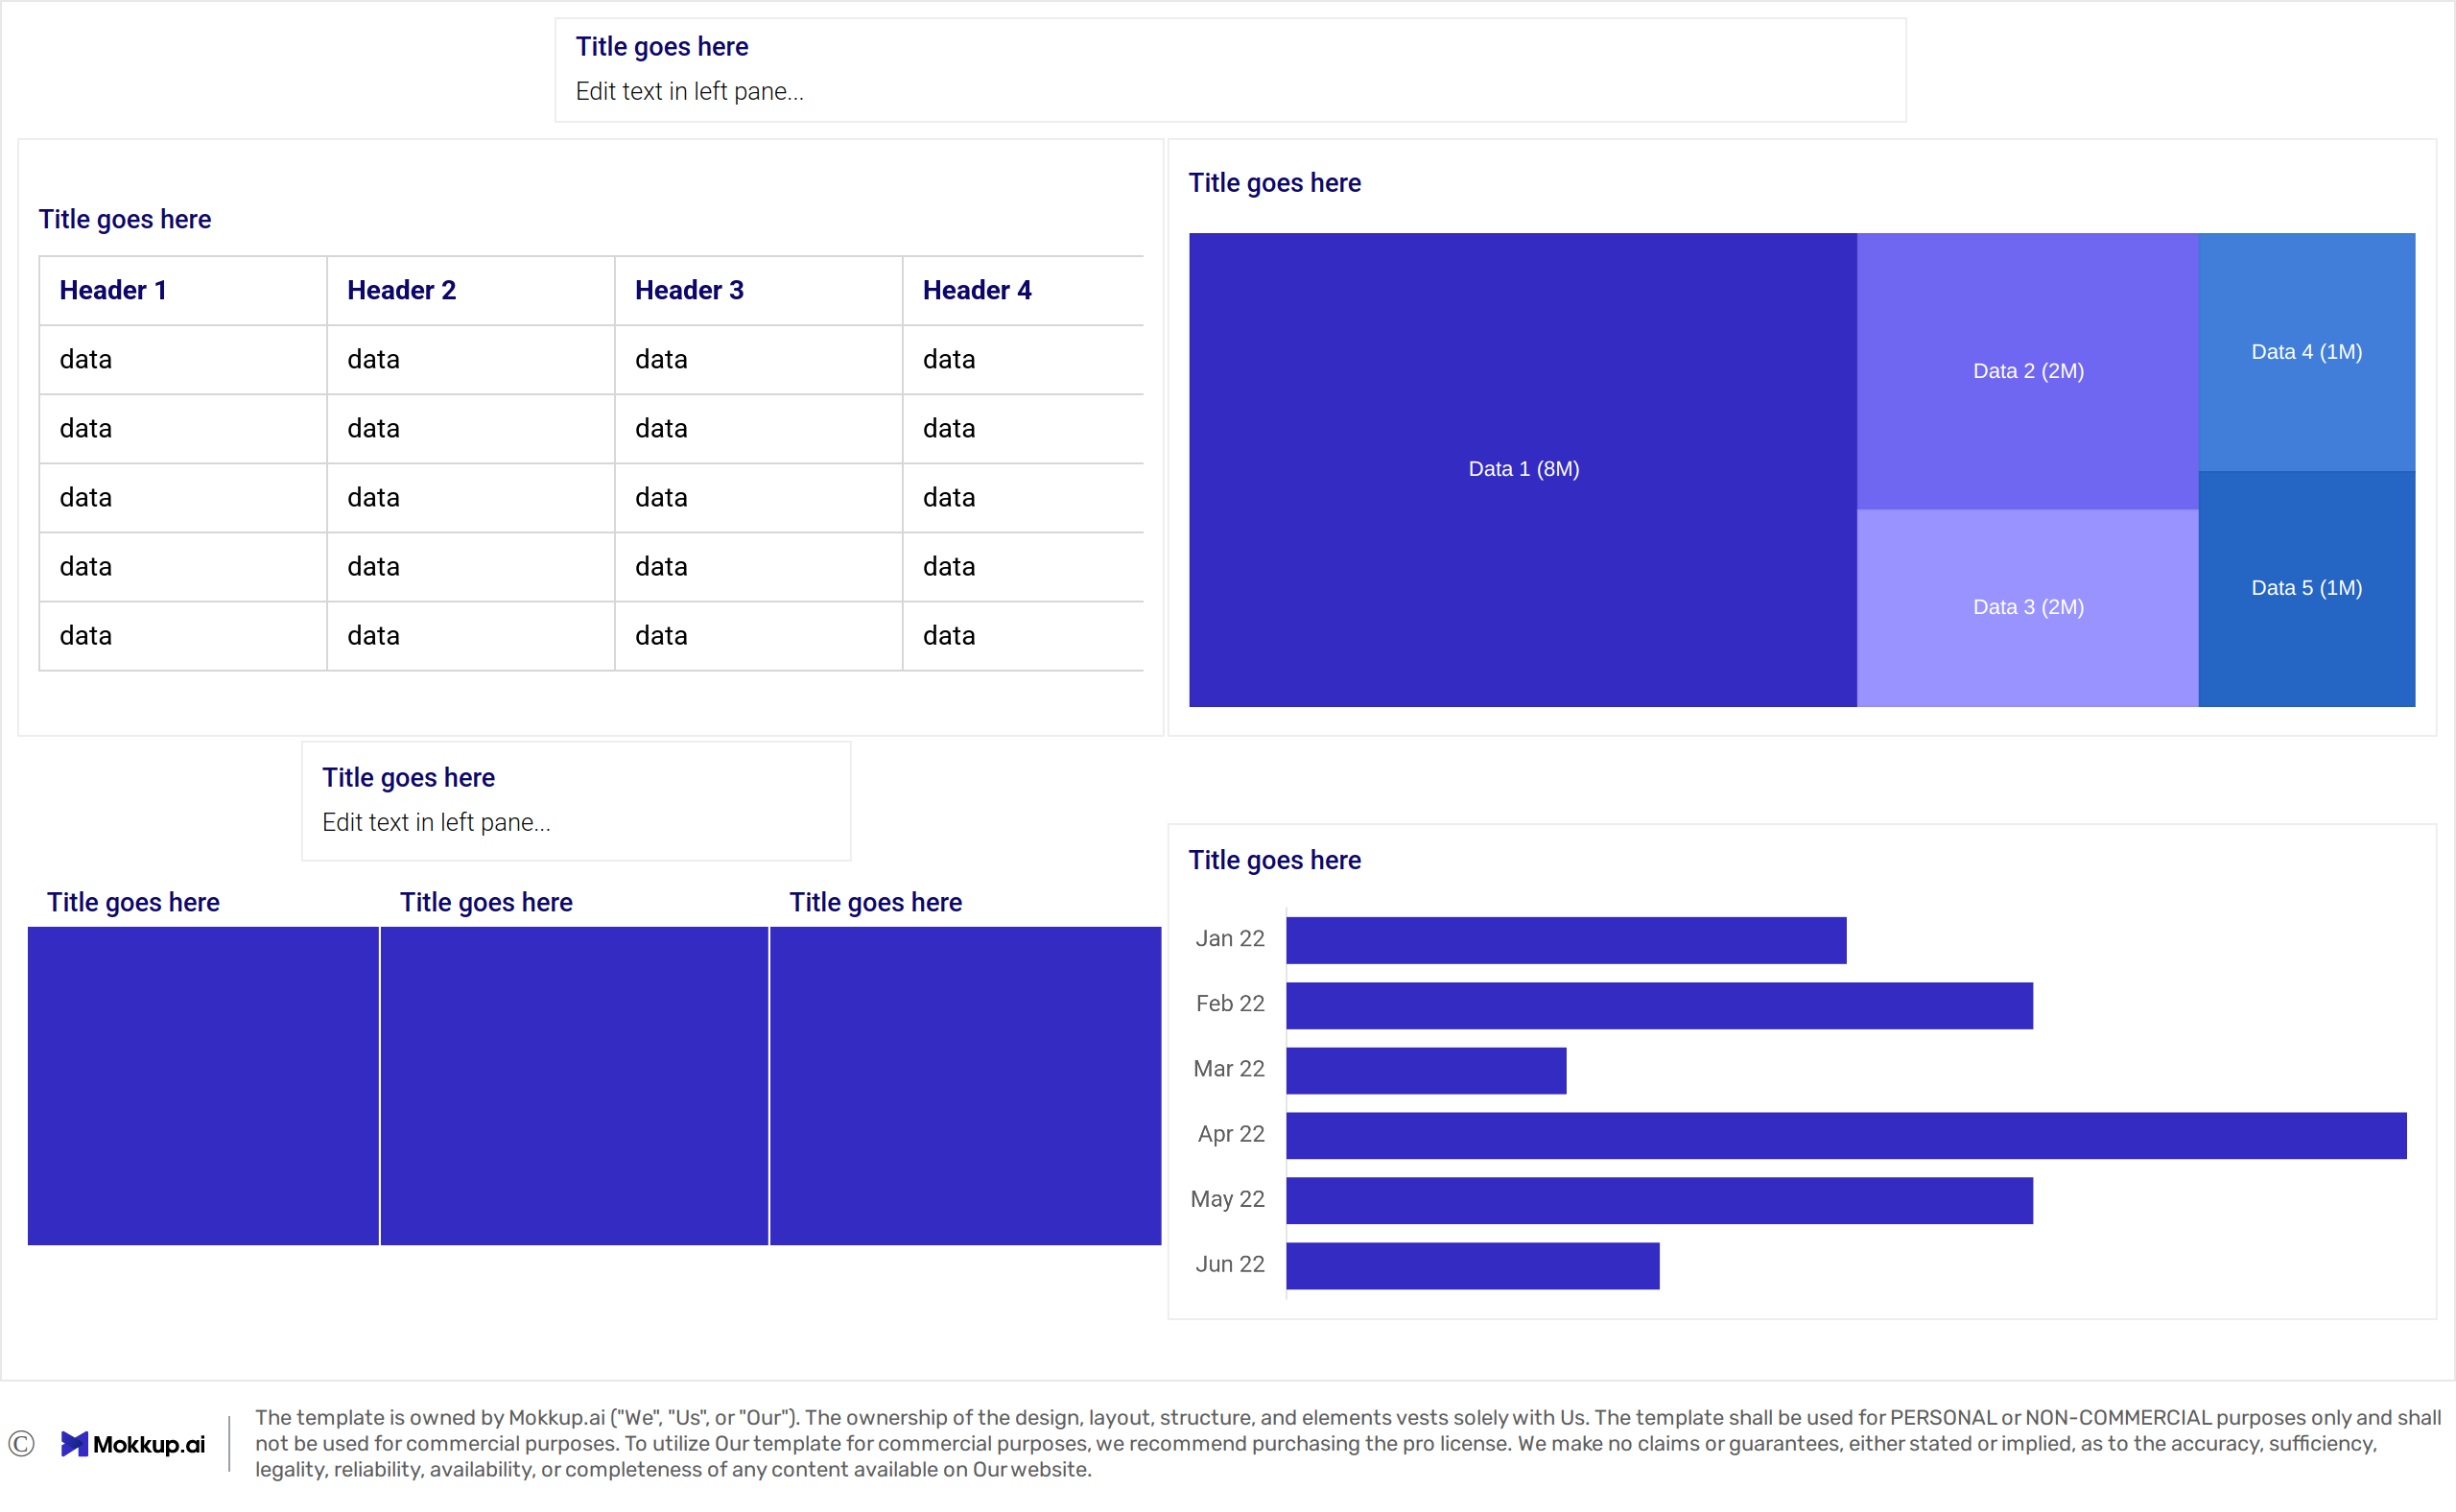 Title goes here
Edit text in left pane...
Title goes here
Header 1 Header 2 Header 3 Header 4
data data data data
data data data data
data data data data
data data data data
data data data data
Title goes here
Data 1 (8M)
Data 2 (2M)
Data 3 (2M)
Data 4 (1M)
Data 5 (1M)
Title goes here
Edit text in left pane...
Title goes here
Title goes here
Title goes here
Title goes here
Jan 22
Feb 22
Mar 22
Apr 22
May 22
Jun 22
© Mokkup.ai
The template is owned by Mokkup.ai ("We", "Us", or "Our"). The ownership of the design, layout, structure, and elements vests solely with Us. The template shall be used for PERSONAL or NON-COMMERCIAL purposes only and shall
not be used for commercial purposes. To utilize Our template for commercial purposes, we recommend purchasing the pro license. We make no claims or guarantees, either stated or implied, as to the accuracy, sufficiency,
legality, reliability, availability, or completeness of any content available on Our website.